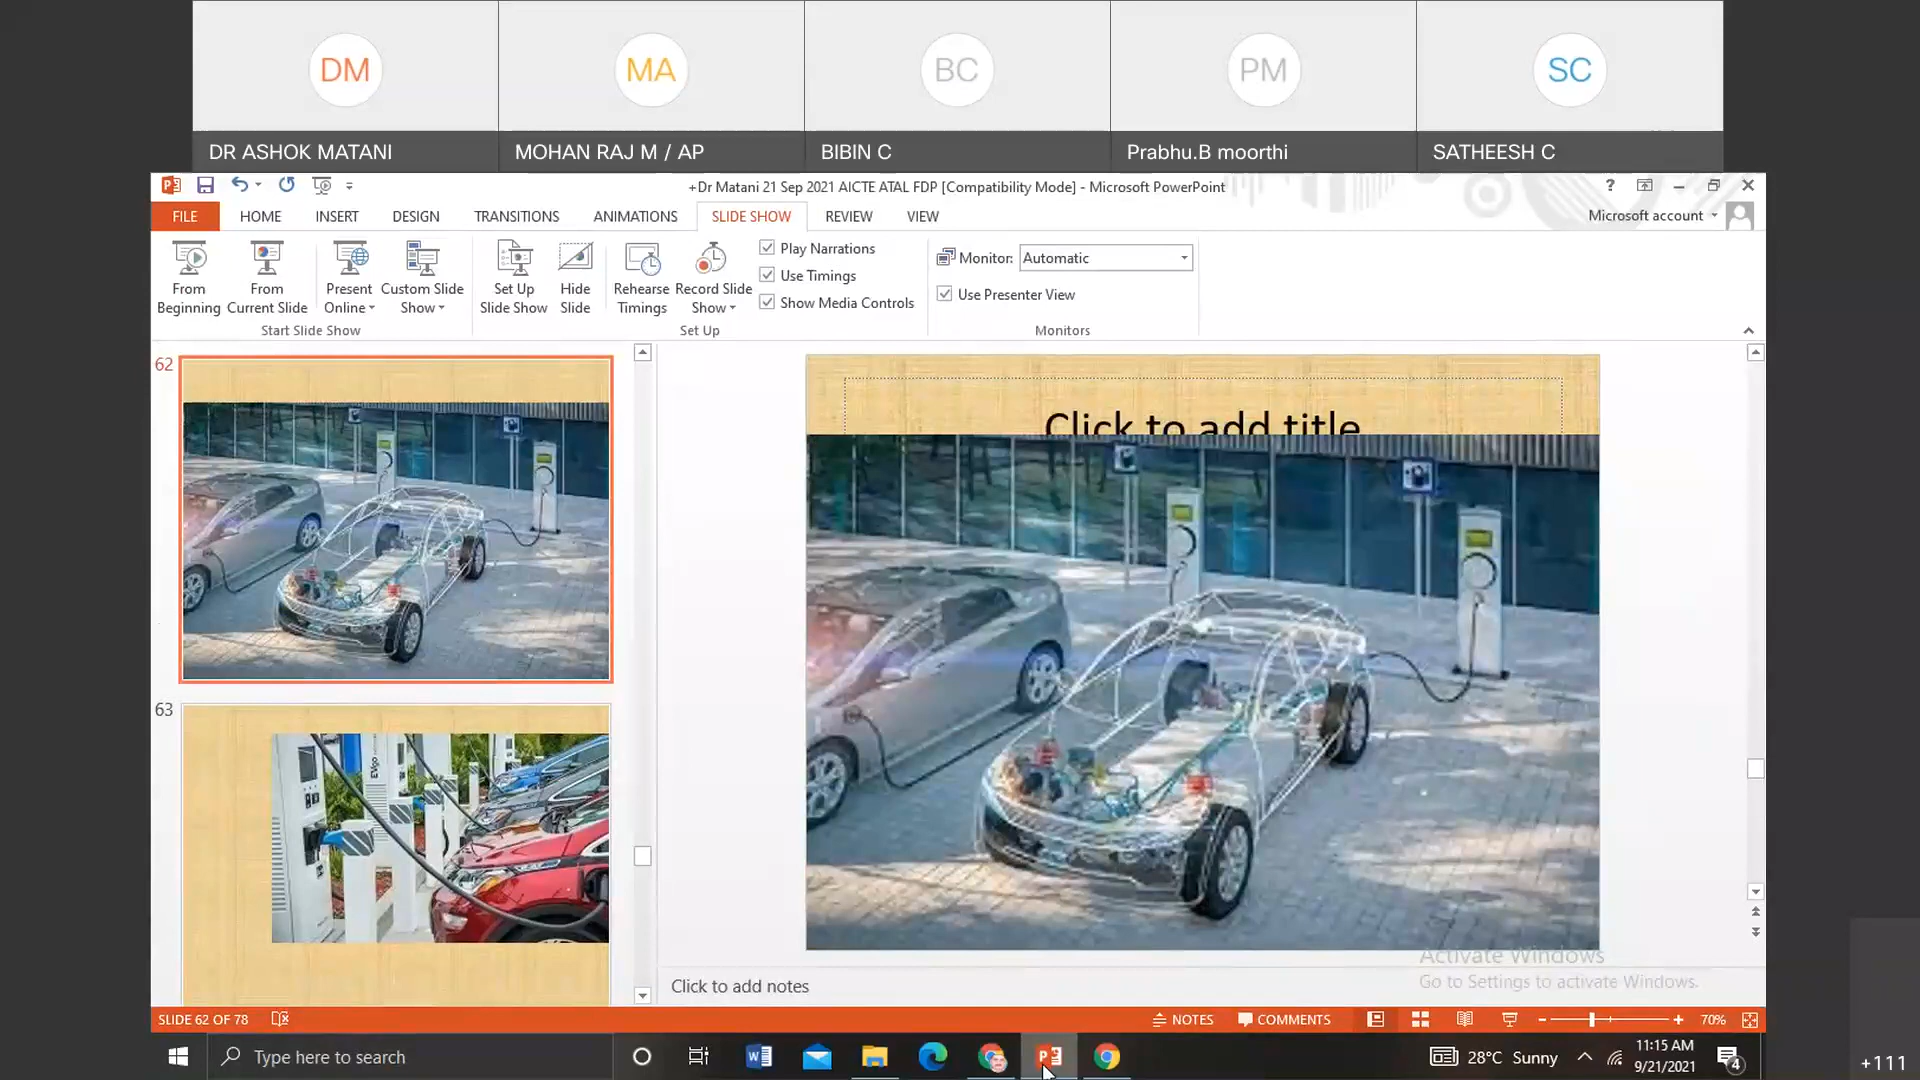 DM
MA
BC
PM
SC
DR ASHOK MATANI
MOHAN RAJ M / AP
BIBIN C
Prabhu.B moorthi
SATHEESH C
+Dr Matani 21 Sep 2021 AICTE ATAL FDP [Compatibility Mode] - Microsoft PowerPoint
?
FILE
HOME
INSERT
DESIGN
TRANSITIONS
ANIMATIONS
SLIDE SHOW
REVIEW
VIEW
Microsoft account
From Beginning
From Current Slide
Present Online
Custom Slide Show
Set Up Slide Show
Hide Slide
Rehearse Timings
Record Slide Show
Play Narrations
Use Timings
Show Media Controls
Monitor: Automatic
Use Presenter View
Start Slide Show
Set Up
Monitors
62
Click to add title
63
EVgo
Activate Windows
Go to Settings to activate Windows.
Click to add notes
SLIDE 62 OF 78
NOTES
COMMENTS
70%
Type here to search
28°C Sunny
11:15 AM
9/21/2021
4
+111